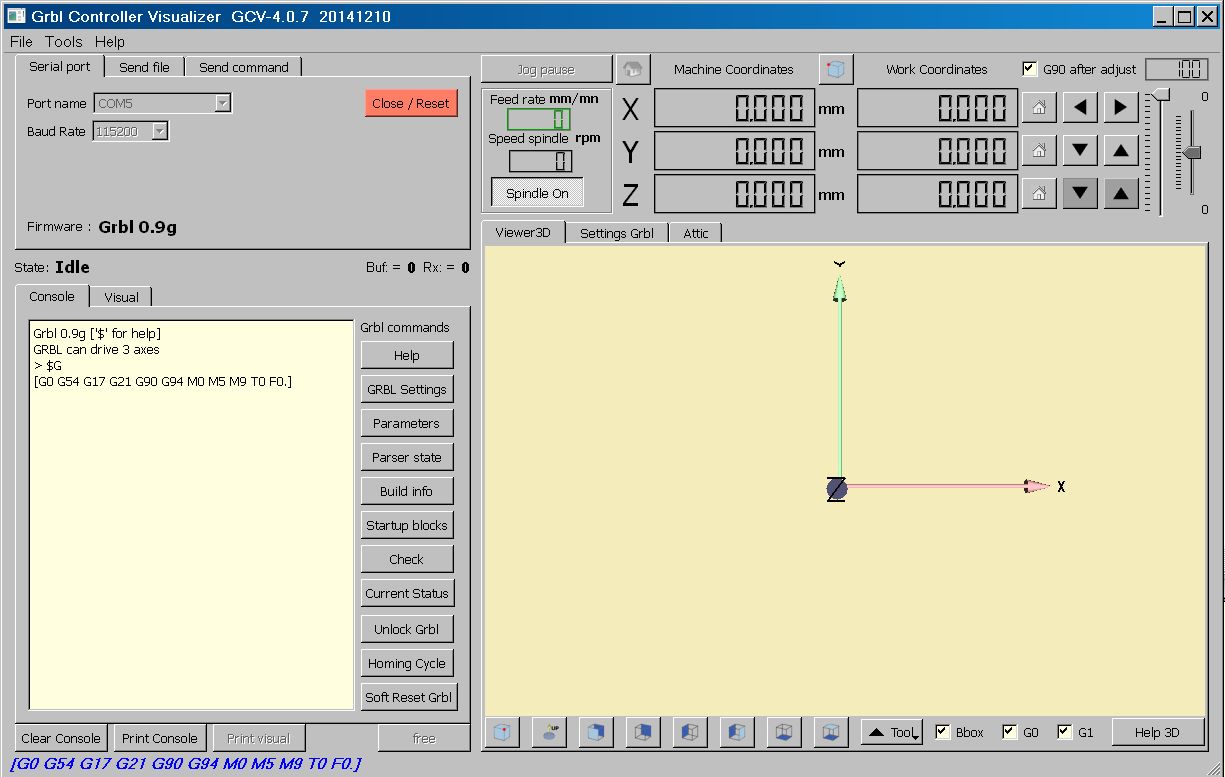 Grbl Controller Visualizer GCV-4.0.7 20141210
File Tools Help
Serial port Send file Send command
Port name COM5
Close / Reset
Baud Rate 115200
Firmware : Grbl 0.9g
State: Idle
Buf. = 0 Rx: = 0
Jog pause
Machine Coordinates
Work Coordinates
G90 after adjust
100
Feed rate mm/mn
0
Speed spindle rpm
0
Spindle On
X 0.000 mm 0.000
Y 0.000 mm 0.000
Z 0.000 mm 0.000
0
0
Console Visual
Grbl 0.9g ['$' for help]
GRBL can drive 3 axes
> $G
[G0 G54 G17 G21 G90 G94 M0 M5 M9 T0 F0.]
Grbl commands
Help
GRBL Settings
Parameters
Parser state
Build info
Startup blocks
Check
Current Status
Unlock Grbl
Homing Cycle
Soft Reset Grbl
Clear Console Print Console Print visual free
[G0 G54 G17 G21 G90 G94 M0 M5 M9 T0 F0.]
Viewer3D Settings Grbl Attic
Y
Z
X
UP
Tool
Bbox
G0
G1
Help 3D